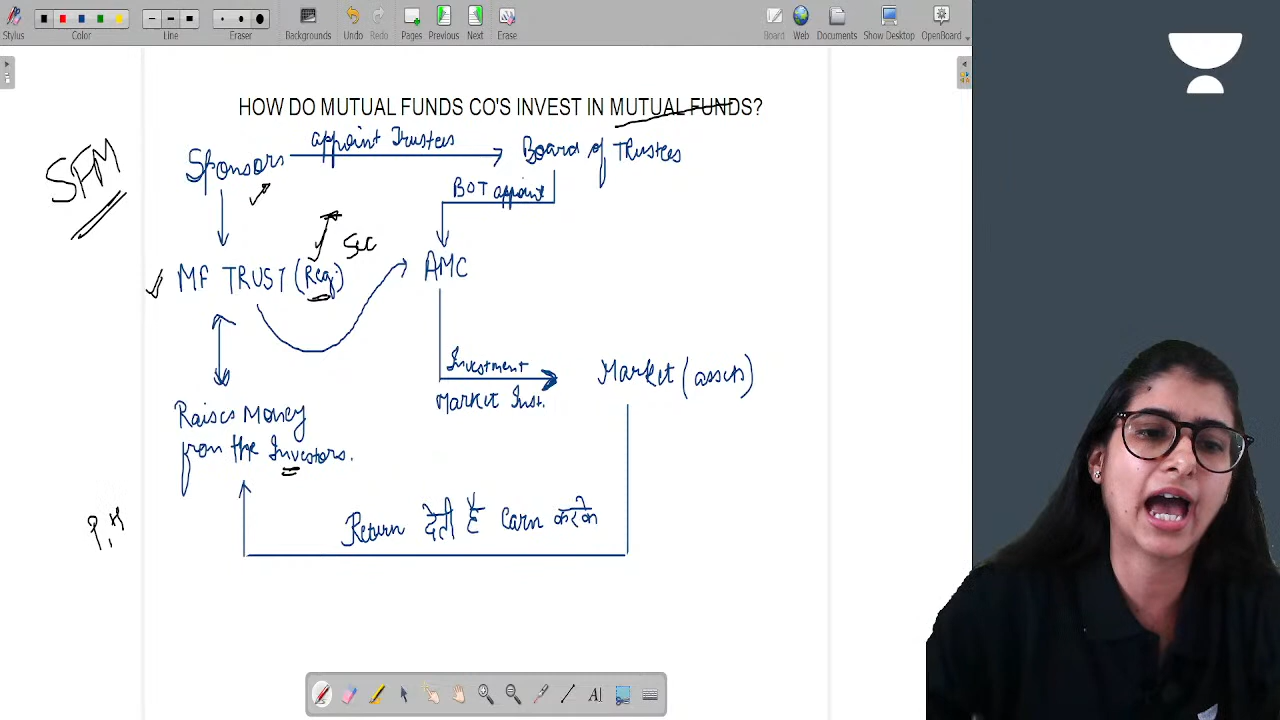 Stylus
Color
Line
Eraser
Backgrounds
Undo
Redo
Pages
Previous
Next
Erase
Board
Web
Documents
Show Desktop
OpenBoard
HOW DO MUTUAL FUNDS CO'S INVEST IN MUTUAL FUNDS?
SFM
Sponsors
appoint Trustees
Board of Trustees
BOT appoint
MF TRUST (Reg.)
AMC
Investment
Market Inst.
Market (assets)
Raises Money
from the Investors.
Return देती है Earn करके